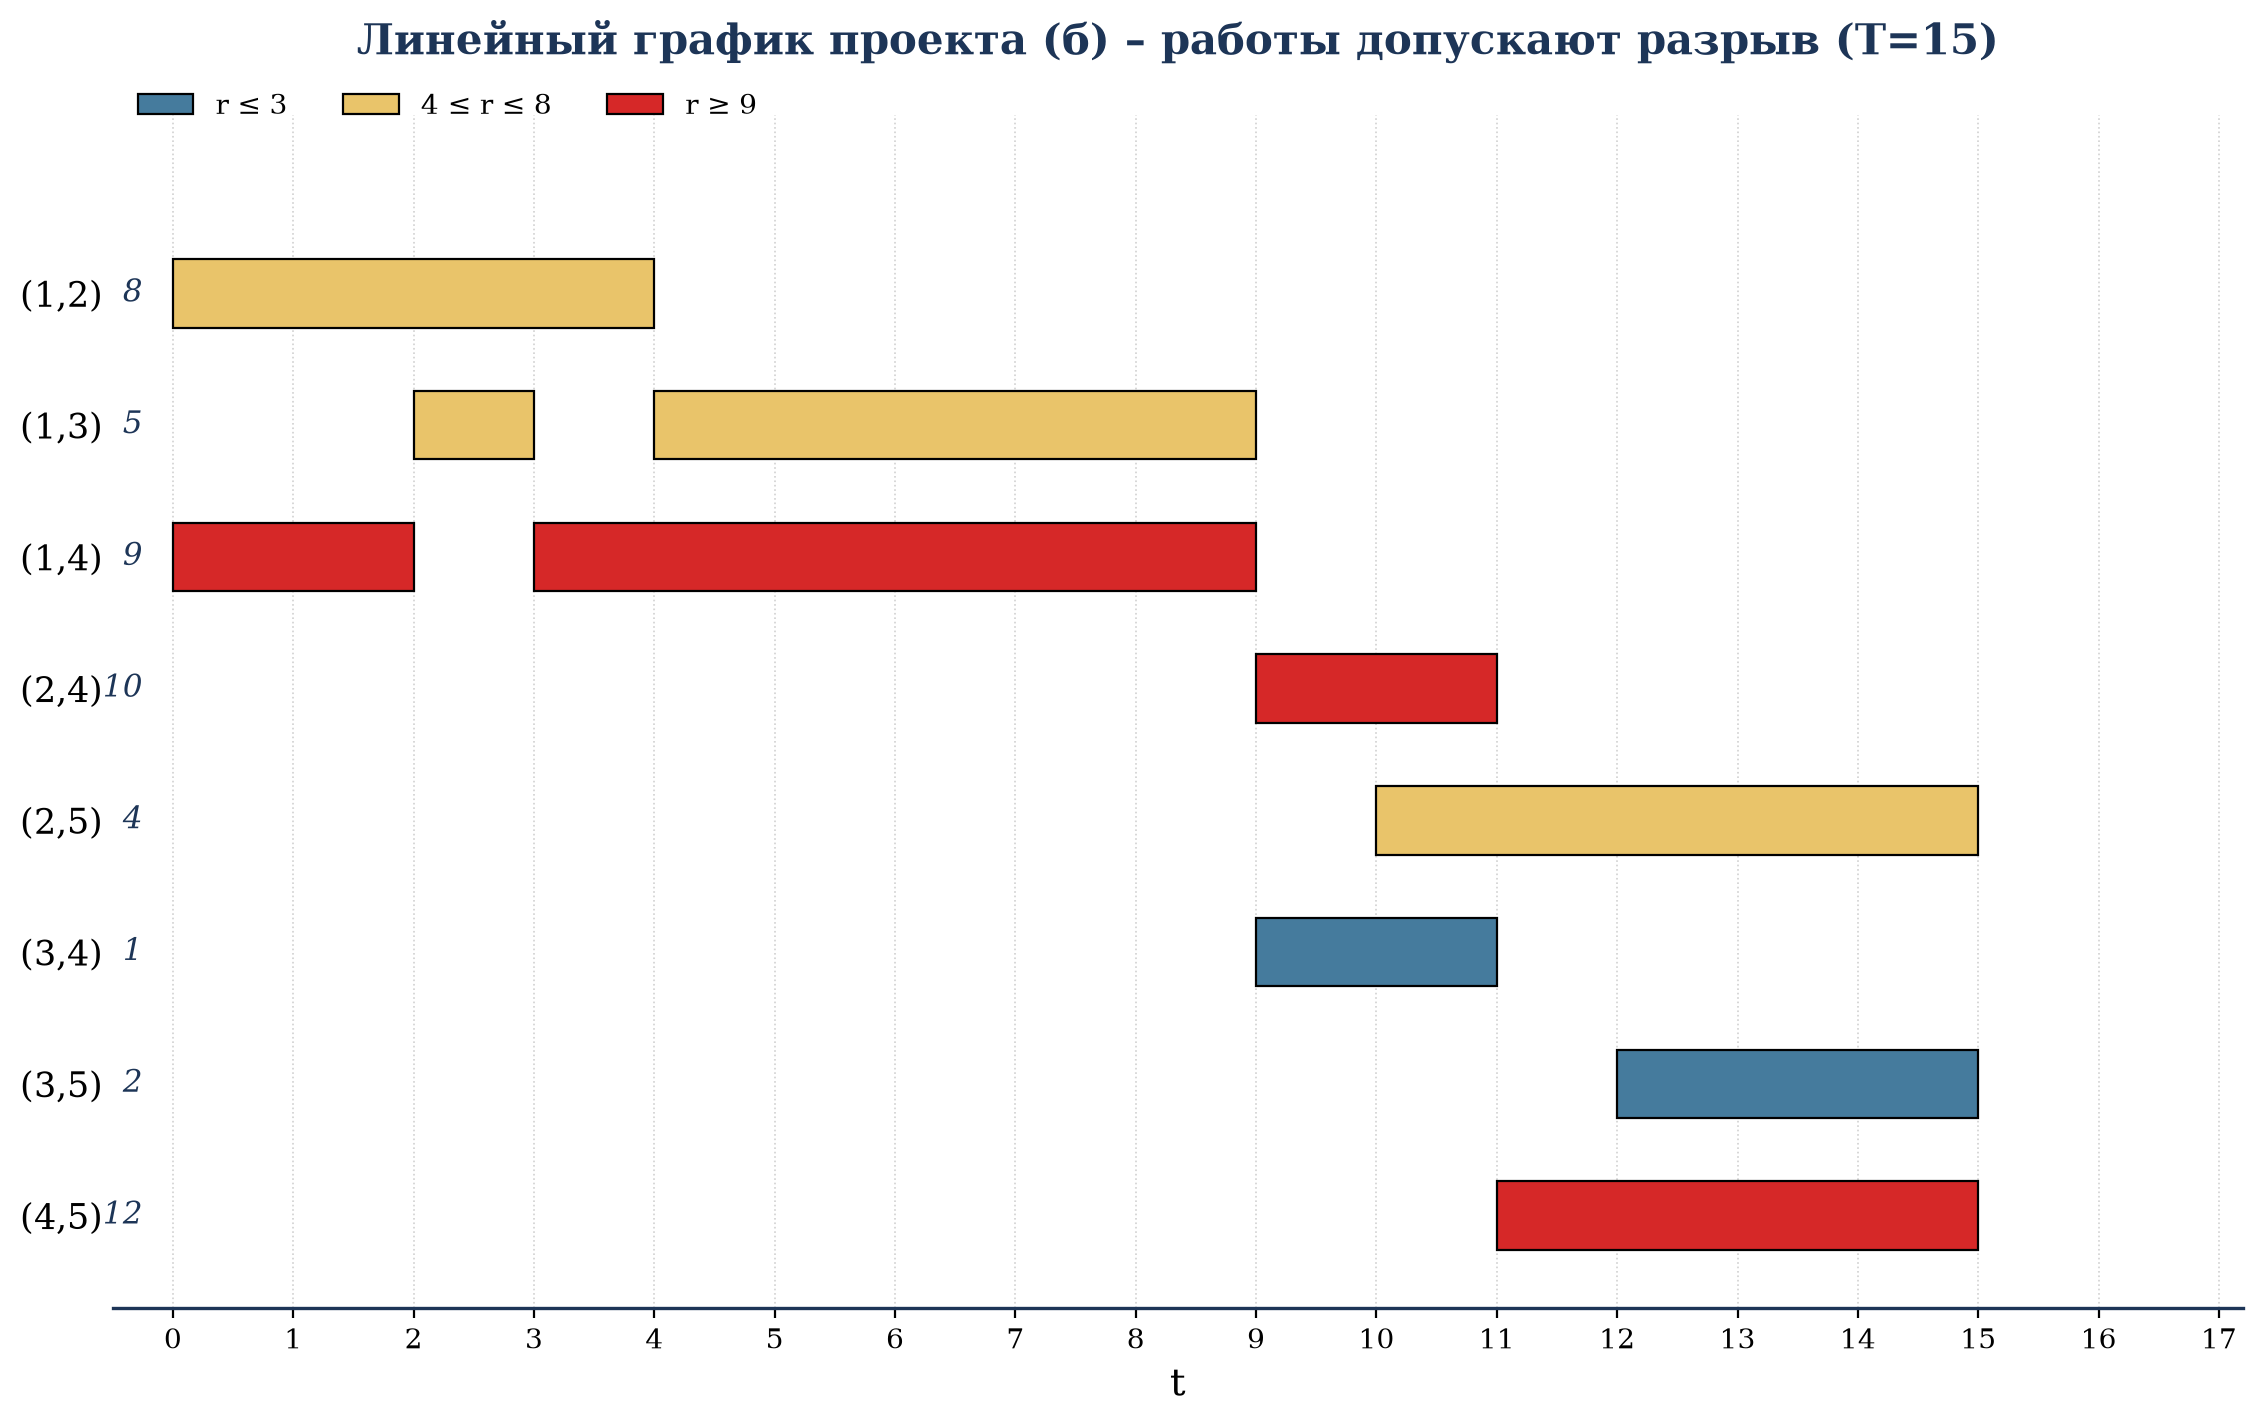 Линейный график проекта (б) – работы допускают разрыв (T=15)
r ≤ 3 4 ≤ r ≤ 8 r ≥ 9
(1,2) 8
(1,3) 5
(1,4) 9
(2,4) 10
(2,5) 4
(3,4) 1
(3,5) 2
(4,5) 12
0 1 2 3 4 5 6 7 8 9 10 11 12 13 14 15 16 17
t